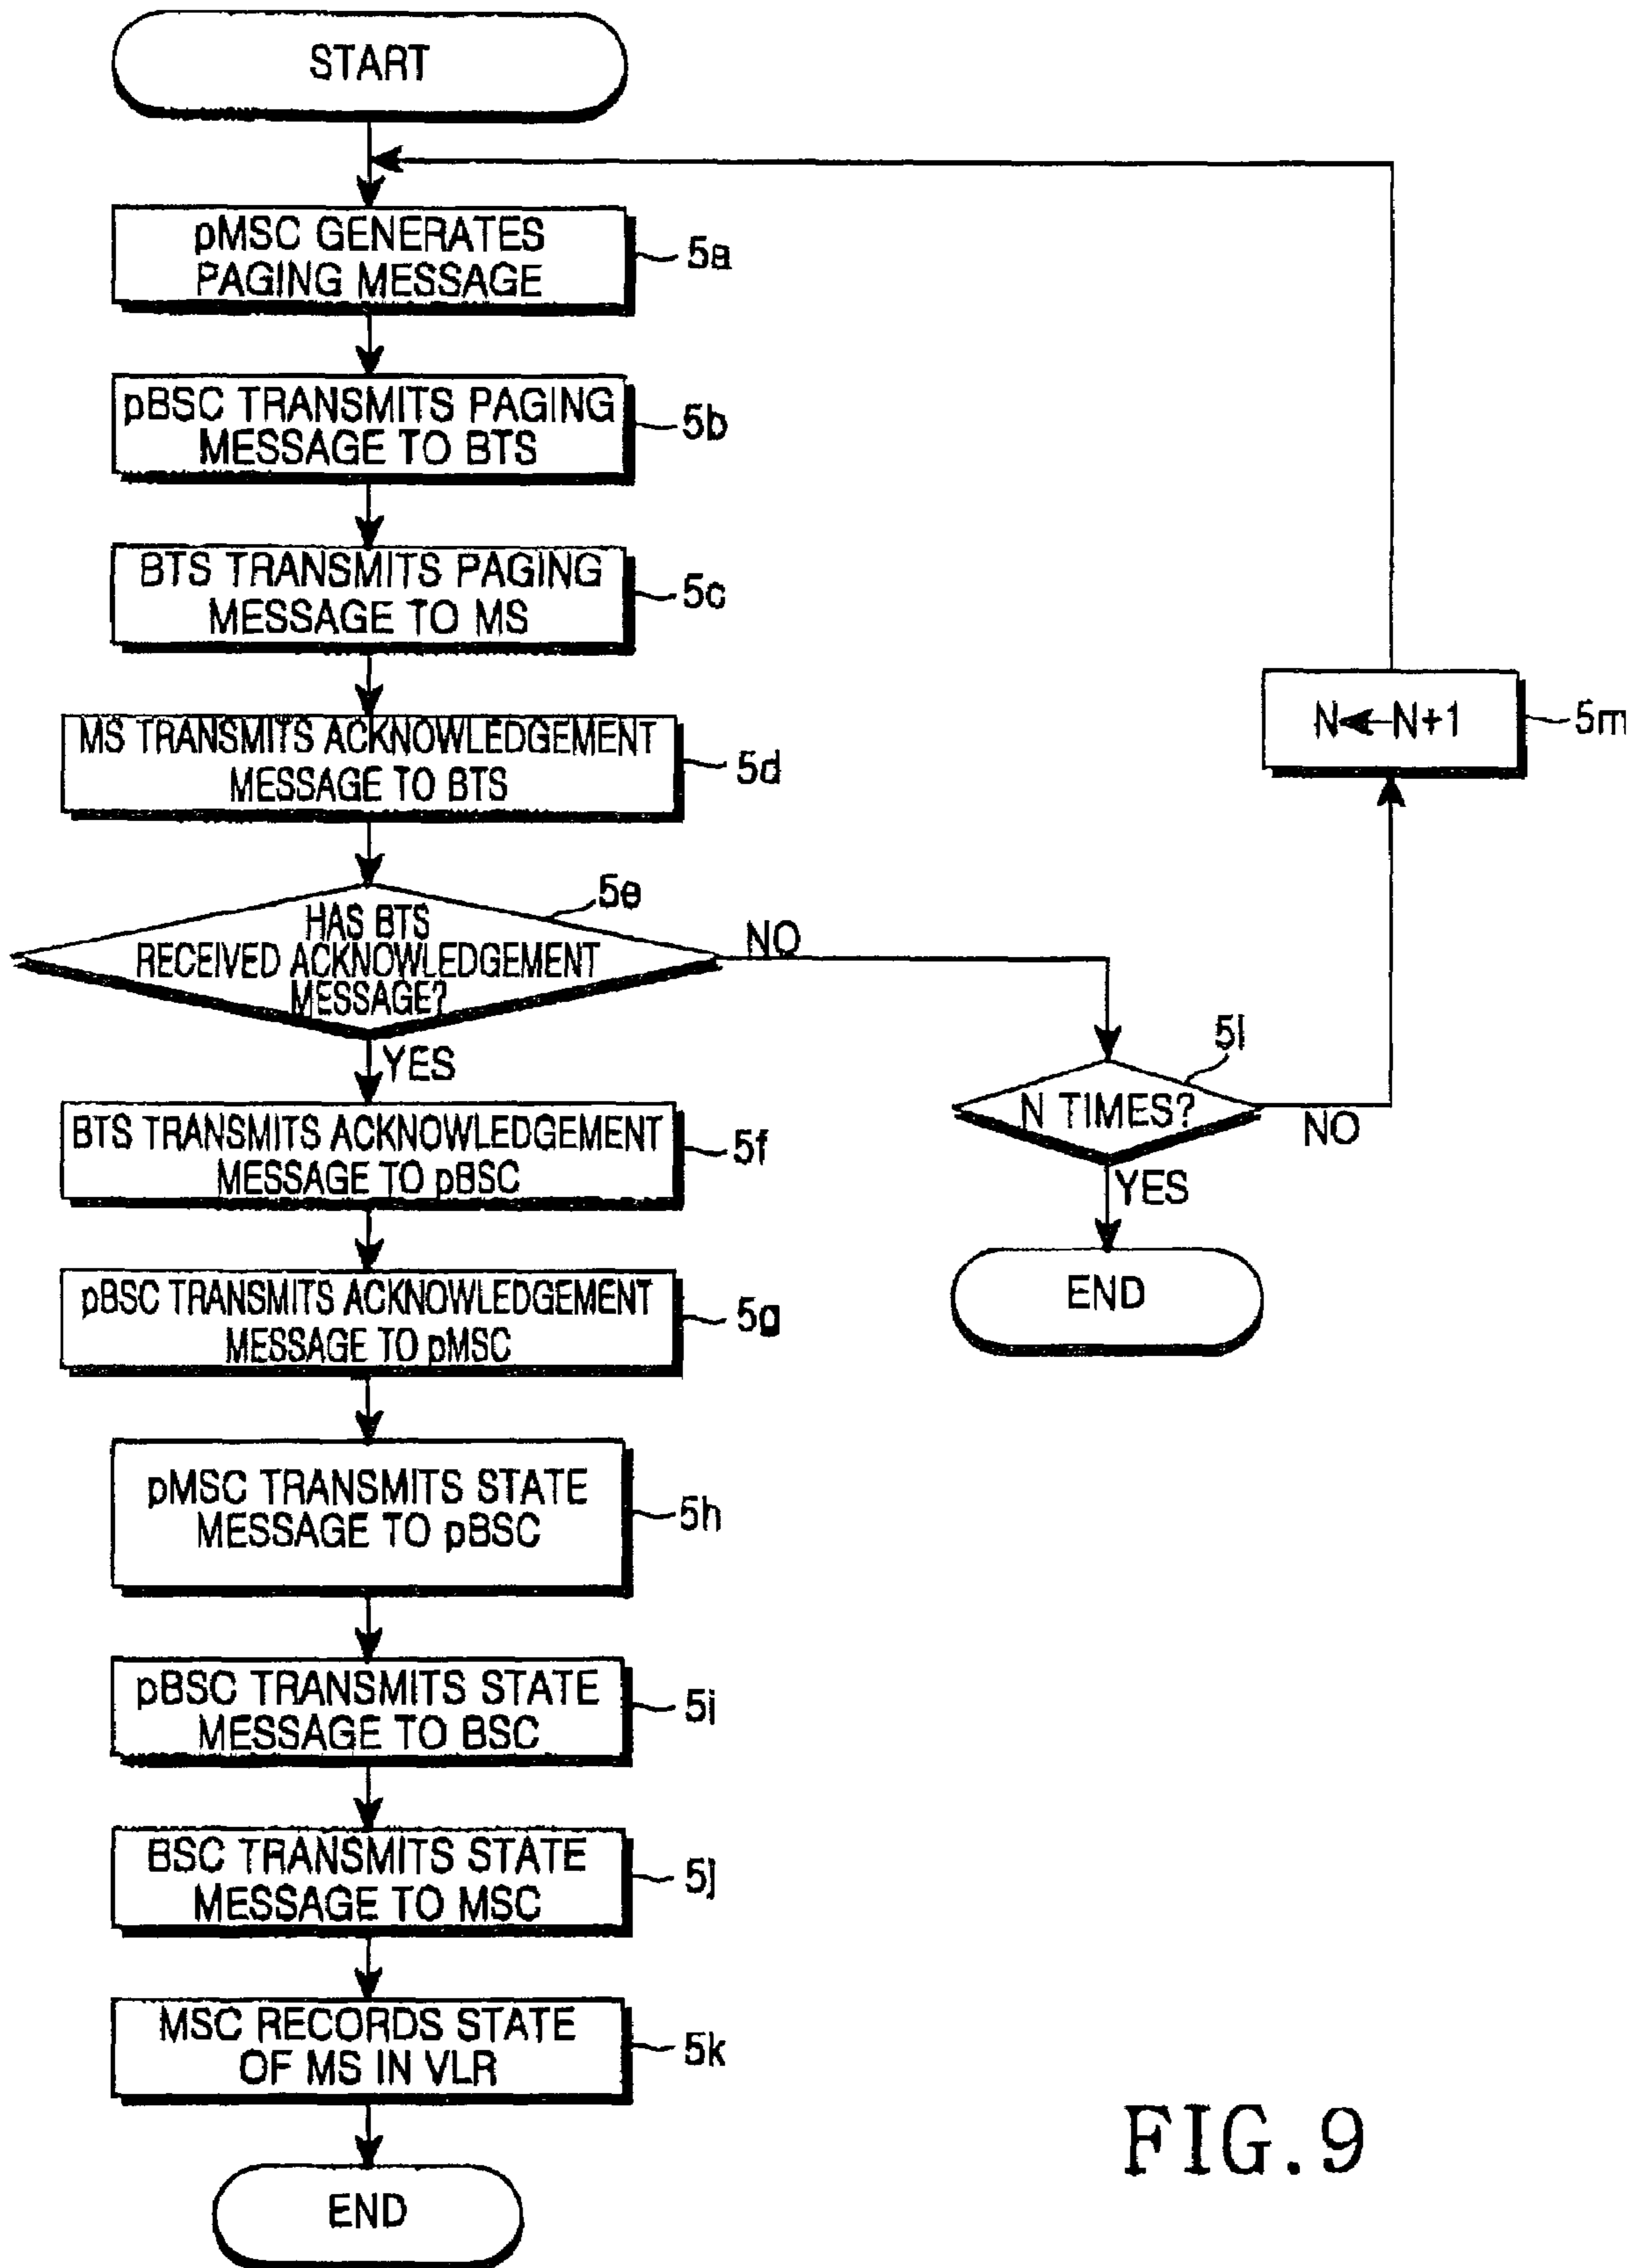 START
pMSC GENERATES
PAGING MESSAGE
5a
pBSC TRANSMITS PAGING
MESSAGE TO BTS
5b
BTS TRANSMITS PAGING
MESSAGE TO MS
5c
MS TRANSMITS ACKNOWLEDGEMENT
MESSAGE TO BTS
5d
N←N+1
5m
5e
HAS BTS
RECEIVED ACKNOWLEDGEMENT
MESSAGE?
NO
YES
5l
N TIMES?
NO
YES
END
BTS TRANSMITS ACKNOWLEDGEMENT
MESSAGE TO pBSC
5f
pBSC TRANSMITS ACKNOWLEDGEMENT
MESSAGE TO pMSC
5g
pMSC TRANSMITS STATE
MESSAGE TO pBSC
5h
pBSC TRANSMITS STATE
MESSAGE TO BSC
5i
BSC TRANSMITS STATE
MESSAGE TO MSC
5j
MSC RECORDS STATE
OF MS IN VLR
5k
END
FIG.9